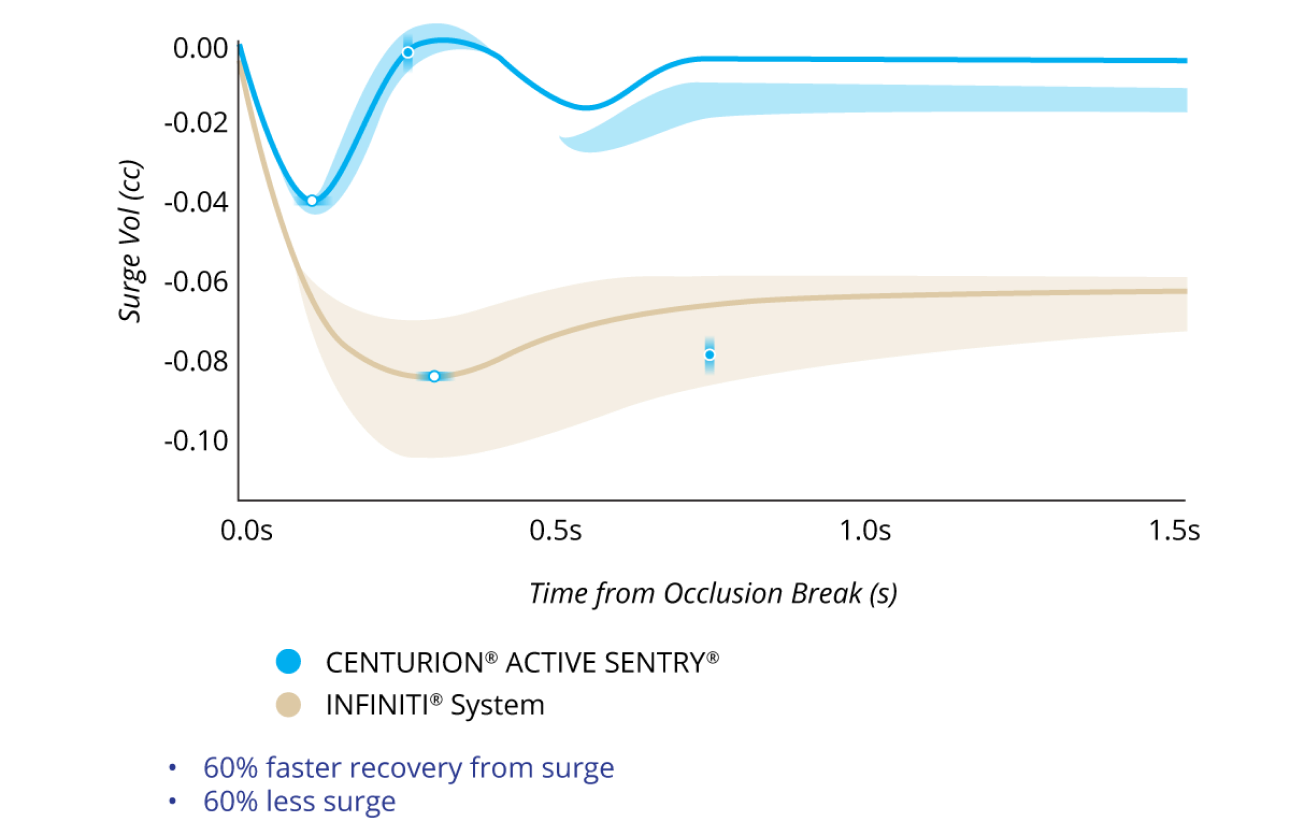 0.00
-0.02
-0.04
-0.06
-0.08
-0.10
Surge Vol (cc)
0.0s 0.5s 1.0s 1.5s
Time from Occlusion Break (s)
CENTURION® ACTIVE SENTRY®
INFINITI® System
• 60% faster recovery from surge
• 60% less surge